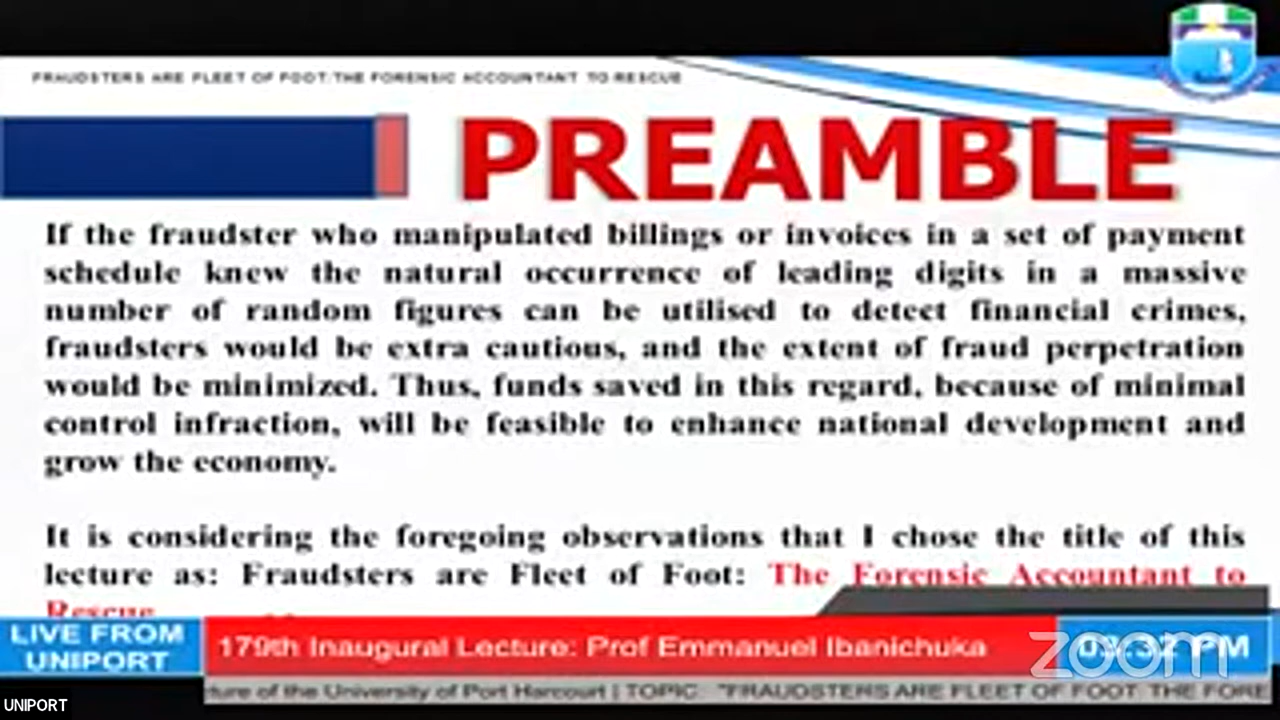 FRAUDSTERS ARE FLEET OF FOOT:THE FORENSIC ACCOUNTANT TO RESCUE
PREAMBLE
If the fraudster who manipulated billings or invoices in a set of payment
schedule knew the natural occurrence of leading digits in a massive
number of random figures can be utilised to detect financial crimes,
fraudsters would be extra cautious, and the extent of fraud perpetration
would be minimized. Thus, funds saved in this regard, because of minimal
control infraction, will be feasible to enhance national development and
grow the economy.
It is considering the foregoing observations that I chose the title of this
lecture as: Fraudsters are Fleet of Foot: The Forensic Accountant to
Rescue
LIVE FROM
UNIPORT
179th Inaugural Lecture: Prof Emmanuel Ibanichuka
03:32 PM
zoom
ture of the University of Port Harcourt | TOPIC: "FRAUDSTERS ARE FLEET OF FOOT: THE FORE
UNIPORT